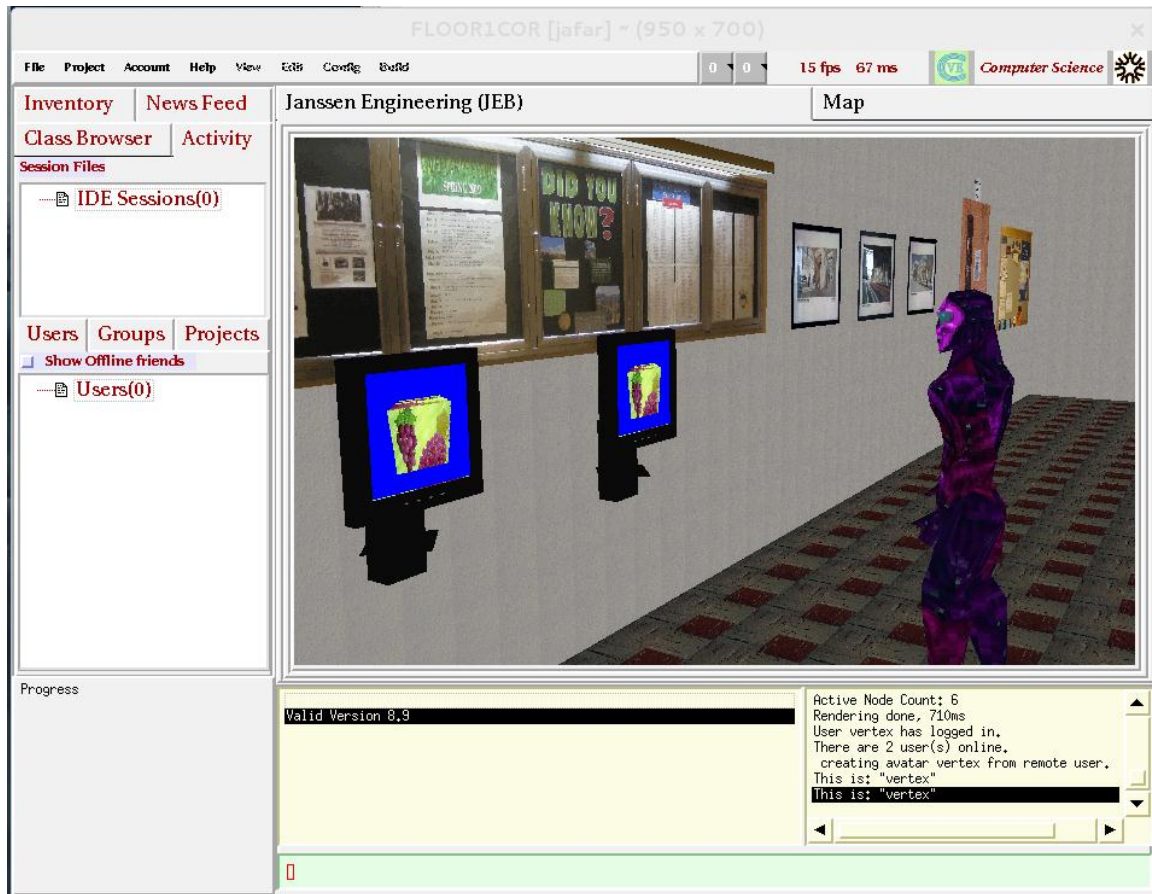 FLOOR1COR [jafar] ~ (950 x 700)
File Project Account Help View Edit Config Build 0 0 15 fps 67 ms CVE Computer Science
Inventory News Feed Janssen Engineering (JEB) Map
Class Browser Activity
Session Files
IDE Sessions(0)
SPRING
DID YOU
KNOW?
Users Groups Projects
Show Offline friends
Users(0)
Progress
Valid Version 8.9
Active Node Count: 6
Rendering done, 710ms
User vertex has logged in.
There are 2 user(s) online.
creating avatar vertex from remote user.
This is: "vertex"
This is: "vertex"